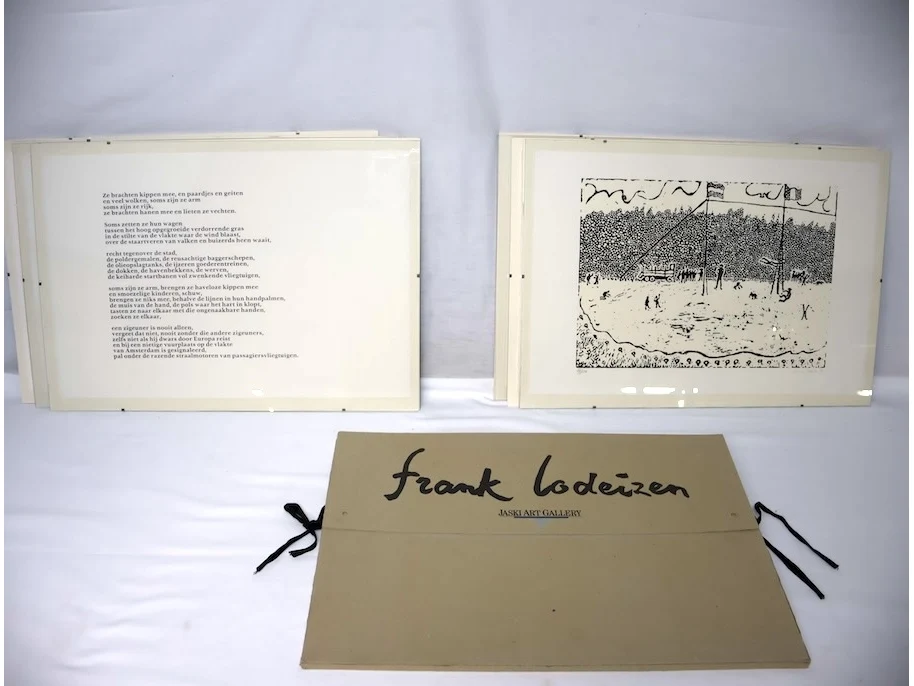 Ze brachten kippen mee, en paardjes en geiten
en veel wolken, soms zijn ze arm
soms zijn ze rijk,
ze brachten hanen mee en lieten ze vechten.
Soms zetten ze hun wagen
tussen het hoog opgegroeide verdorrende gras
in de stilte van de vlakte waar de wind blaast,
over de staartveren van valken en buizerds heen waait,
recht tegenover de stad,
de poldergemalen, de reusachtige baggerschepen,
de olieopslagtanks, de ijzeren goederentreinen,
de dokken, de havenbekkens, de werven,
de keiharde startbanen vol zwenkende vliegtuigen,
soms zijn ze arm, brengen ze haveloze kippen mee
en smoezelige kinderen, schuw,
brengen ze niks mee, behalve de lijnen in hun handpalmen,
de muis van de hand, de pols waar het hart in klopt,
tasten ze naar elkaar met die ongenaakbare handen,
zoeken ze elkaar,
een zigeuner is nooit alleen,
vergeet dat niet, nooit zonder die andere zigeuners,
zelfs niet als hij dwars door Europa reist
en bij een nietige vuurplaats op de vlakte
van Amsterdam is gesignaleerd,
pal onder de razende straalmotoren van passagiersvliegtuigen.
frank lodeizen
JASKI ART GALLERY